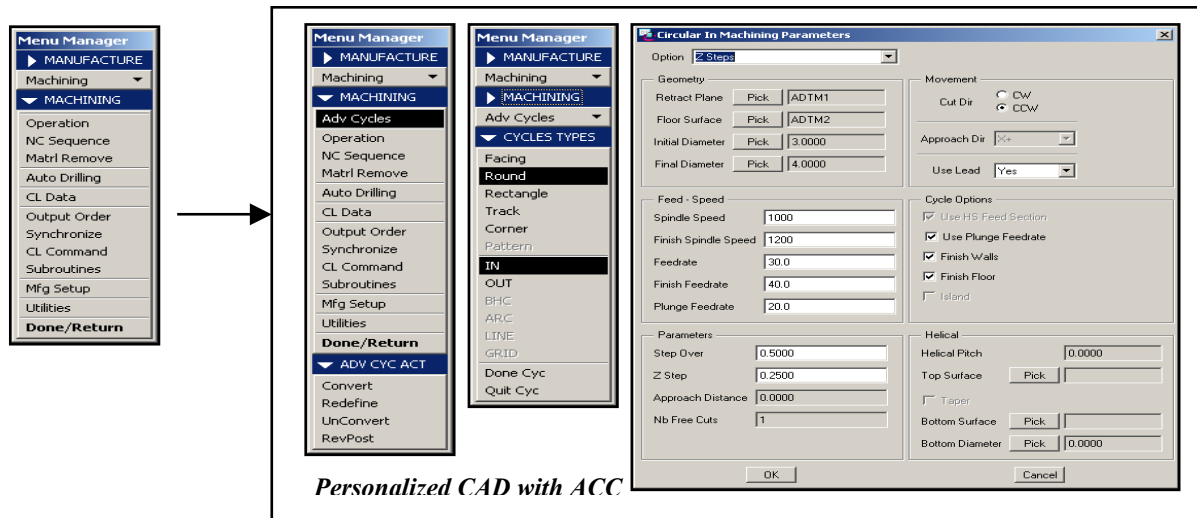 Menu Manager
MANUFACTURE
Machining
MACHINING
Operation
NC Sequence
Matrl Remove
Auto Drilling
CL Data
Output Order
Synchronize
CL Command
Subroutines
Mfg Setup
Utilities
Done/Return
Menu Manager
MANUFACTURE
Machining
MACHINING
Adv Cycles
Operation
NC Sequence
Matrl Remove
Auto Drilling
CL Data
Output Order
Synchronize
CL Command
Subroutines
Mfg Setup
Utilities
Done/Return
ADV CYC ACT
Convert
Redefine
UnConvert
RevPost
Menu Manager
MANUFACTURE
Machining
MACHINING
Adv Cycles
CYCLES TYPES
Facing
Round
Rectangle
Track
Corner
Pattern
IN
OUT
BHC
ARC
LINE
GRID
Done Cyc
Quit Cyc
Circular In Machining Parameters
Option Z Steps
Geometry
Retract Plane Pick ADTM1
Floor Surface Pick ADTM2
Initial Diameter Pick 3.0000
Final Diameter Pick 4.0000
Movement
Cut Dir CW
CCW
Approach Dir X+
Use Lead Yes
Feed - Speed
Spindle Speed 1000
Finish Spindle Speed 1200
Feedrate 30.0
Finish Feedrate 40.0
Plunge Feedrate 20.0
Cycle Options
Use HS Feed Section
Use Plunge Feedrate
Finish Walls
Finish Floor
Island
Parameters
Step Over 0.5000
Z Step 0.2500
Approach Distance 0.0000
Nb Free Cuts 1
Helical
Helical Pitch 0.0000
Top Surface Pick
Taper
Bottom Surface Pick
Bottom Diameter Pick 0.0000
OK Cancel
Personalized CAD with ACC